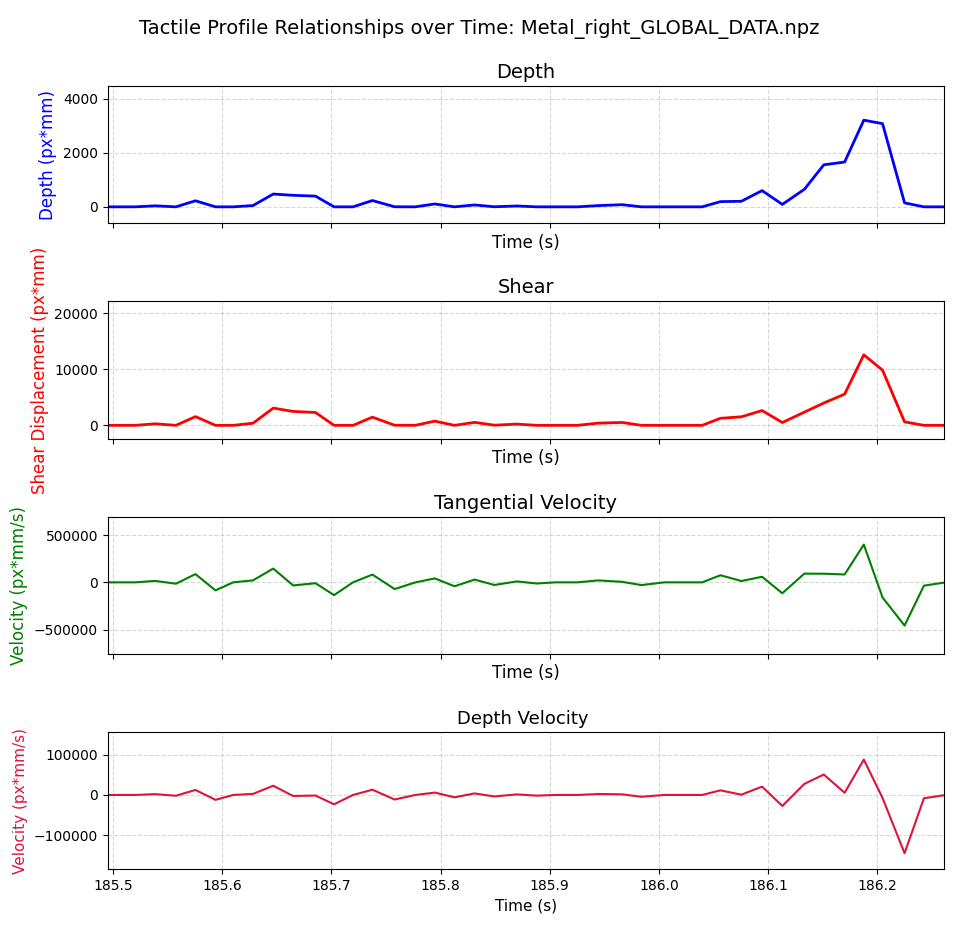 Tactile Profile Relationships over Time: Metal_right_GLOBAL_DATA.npz
Depth
Depth (px*mm)
4000
2000
0
Time (s)
Shear
Shear Displacement (px*mm)
20000
10000
0
Time (s)
Tangential Velocity
Velocity (px*mm/s)
500000
0
−500000
Time (s)
Depth Velocity
Velocity (px*mm/s)
100000
0
−100000
185.5 185.6 185.7 185.8 185.9 186.0 186.1 186.2
Time (s)